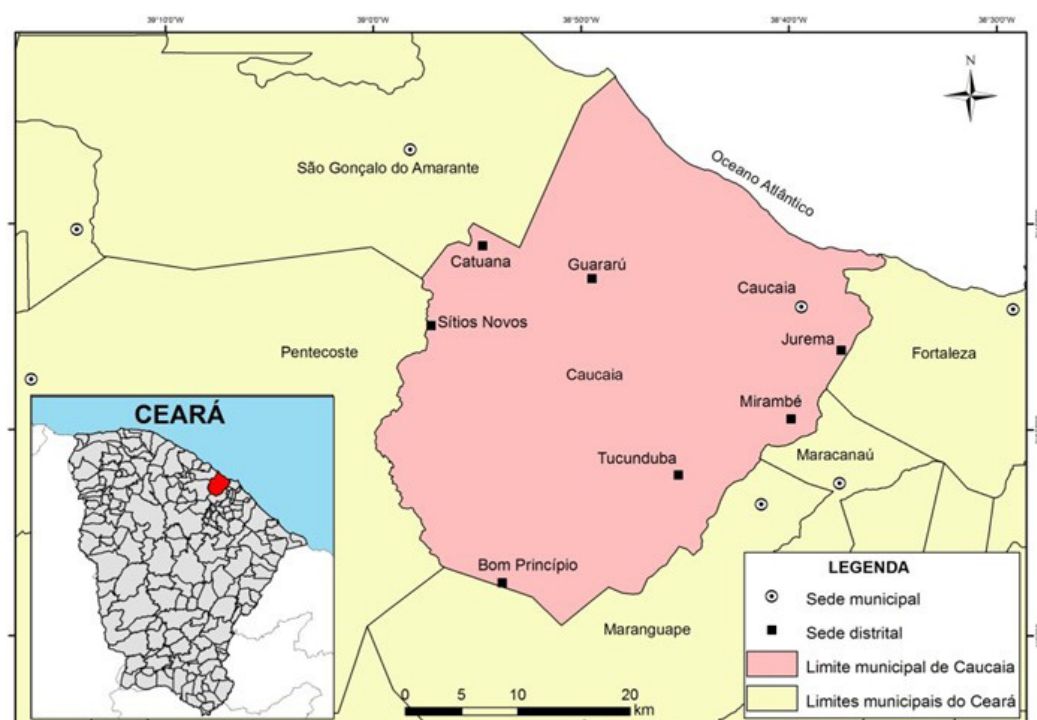 39°10'0"W
39°0'0"W
38°50'0"W
38°40'0"W
38°30'0"W
N
Oceano Atlântico
São Gonçalo do Amarante
Catuana
Guararú
Caucaia
Sítios Novos
Jurema
Pentecoste
Fortaleza
Caucaia
Mirambé
CEARÁ
Tucunduba
Maracanaú
Bom Princípio
Maranguape
LEGENDA
Sede municipal
Sede distrital
Limite municipal de Caucaia
Limites municipais do Ceará
0 5 10 20
km